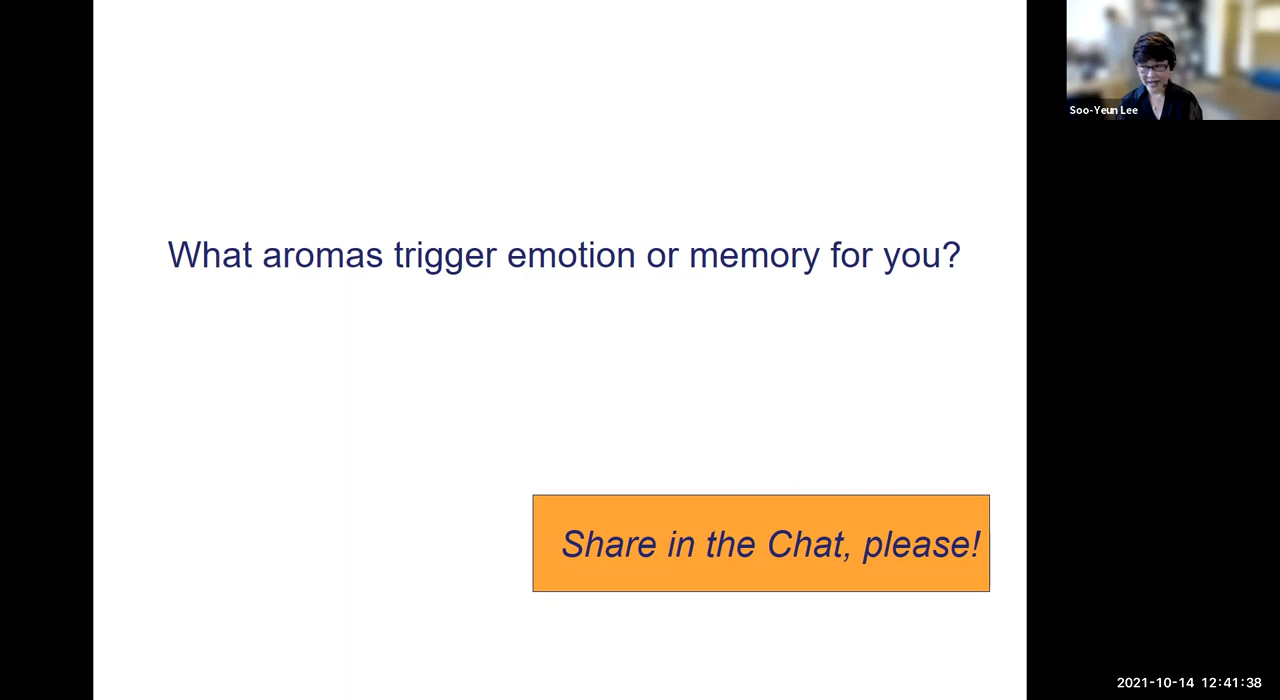 Soo-Yeun Lee
What aromas trigger emotion or memory for you?
Share in the Chat, please!
2021-10-14 12:41:38